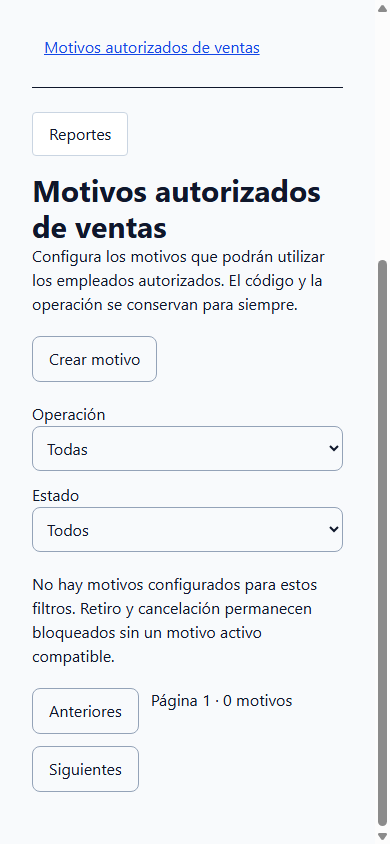 Motivos autorizados de ventas
Reportes
Motivos autorizados
de ventas
Configura los motivos que podrán utilizar
los empleados autorizados. El código y la
operación se conservan para siempre.
Crear motivo
Operación
Todas
Estado
Todos
No hay motivos configurados para estos
filtros. Retiro y cancelación permanecen
bloqueados sin un motivo activo
compatible.
Anteriores
Página 1 · 0 motivos
Siguientes